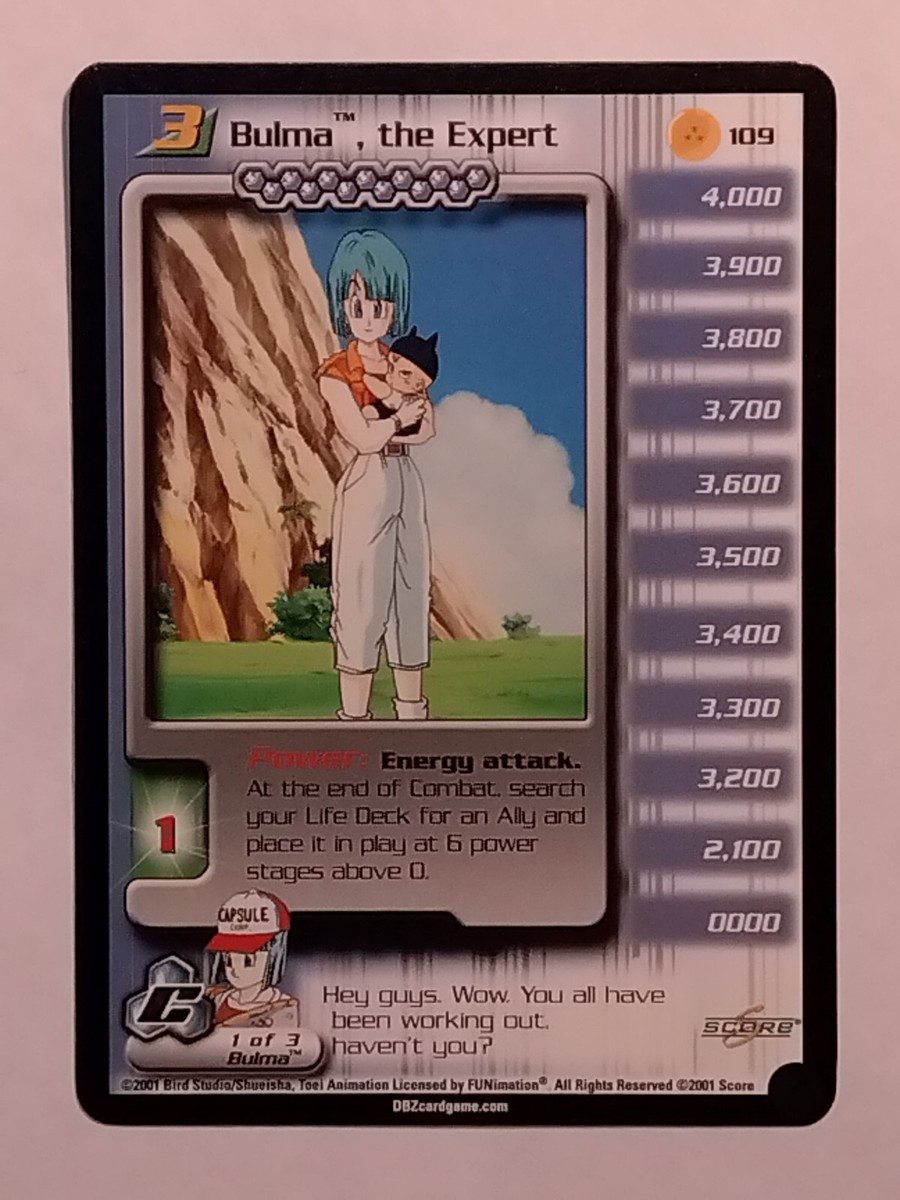 3 Bulma™, the Expert 109
4,000
3,900
3,800
3,700
3,600
3,500
3,400
3,300
3,200
2,100
0000
Power: Energy attack.
At the end of Combat, search
your Life Deck for an Ally and
place it in play at 6 power
stages above 0.
1
CAPSULE
CORP.
C
1 of 3
Bulma™
Hey guys. Wow. You all have
been working out,
haven't you?
SCORE®
©2001 Bird Studio/Shueisha, Toei Animation Licensed by FUNimation®. All Rights Reserved ©2001 Score
DBZcardgame.com